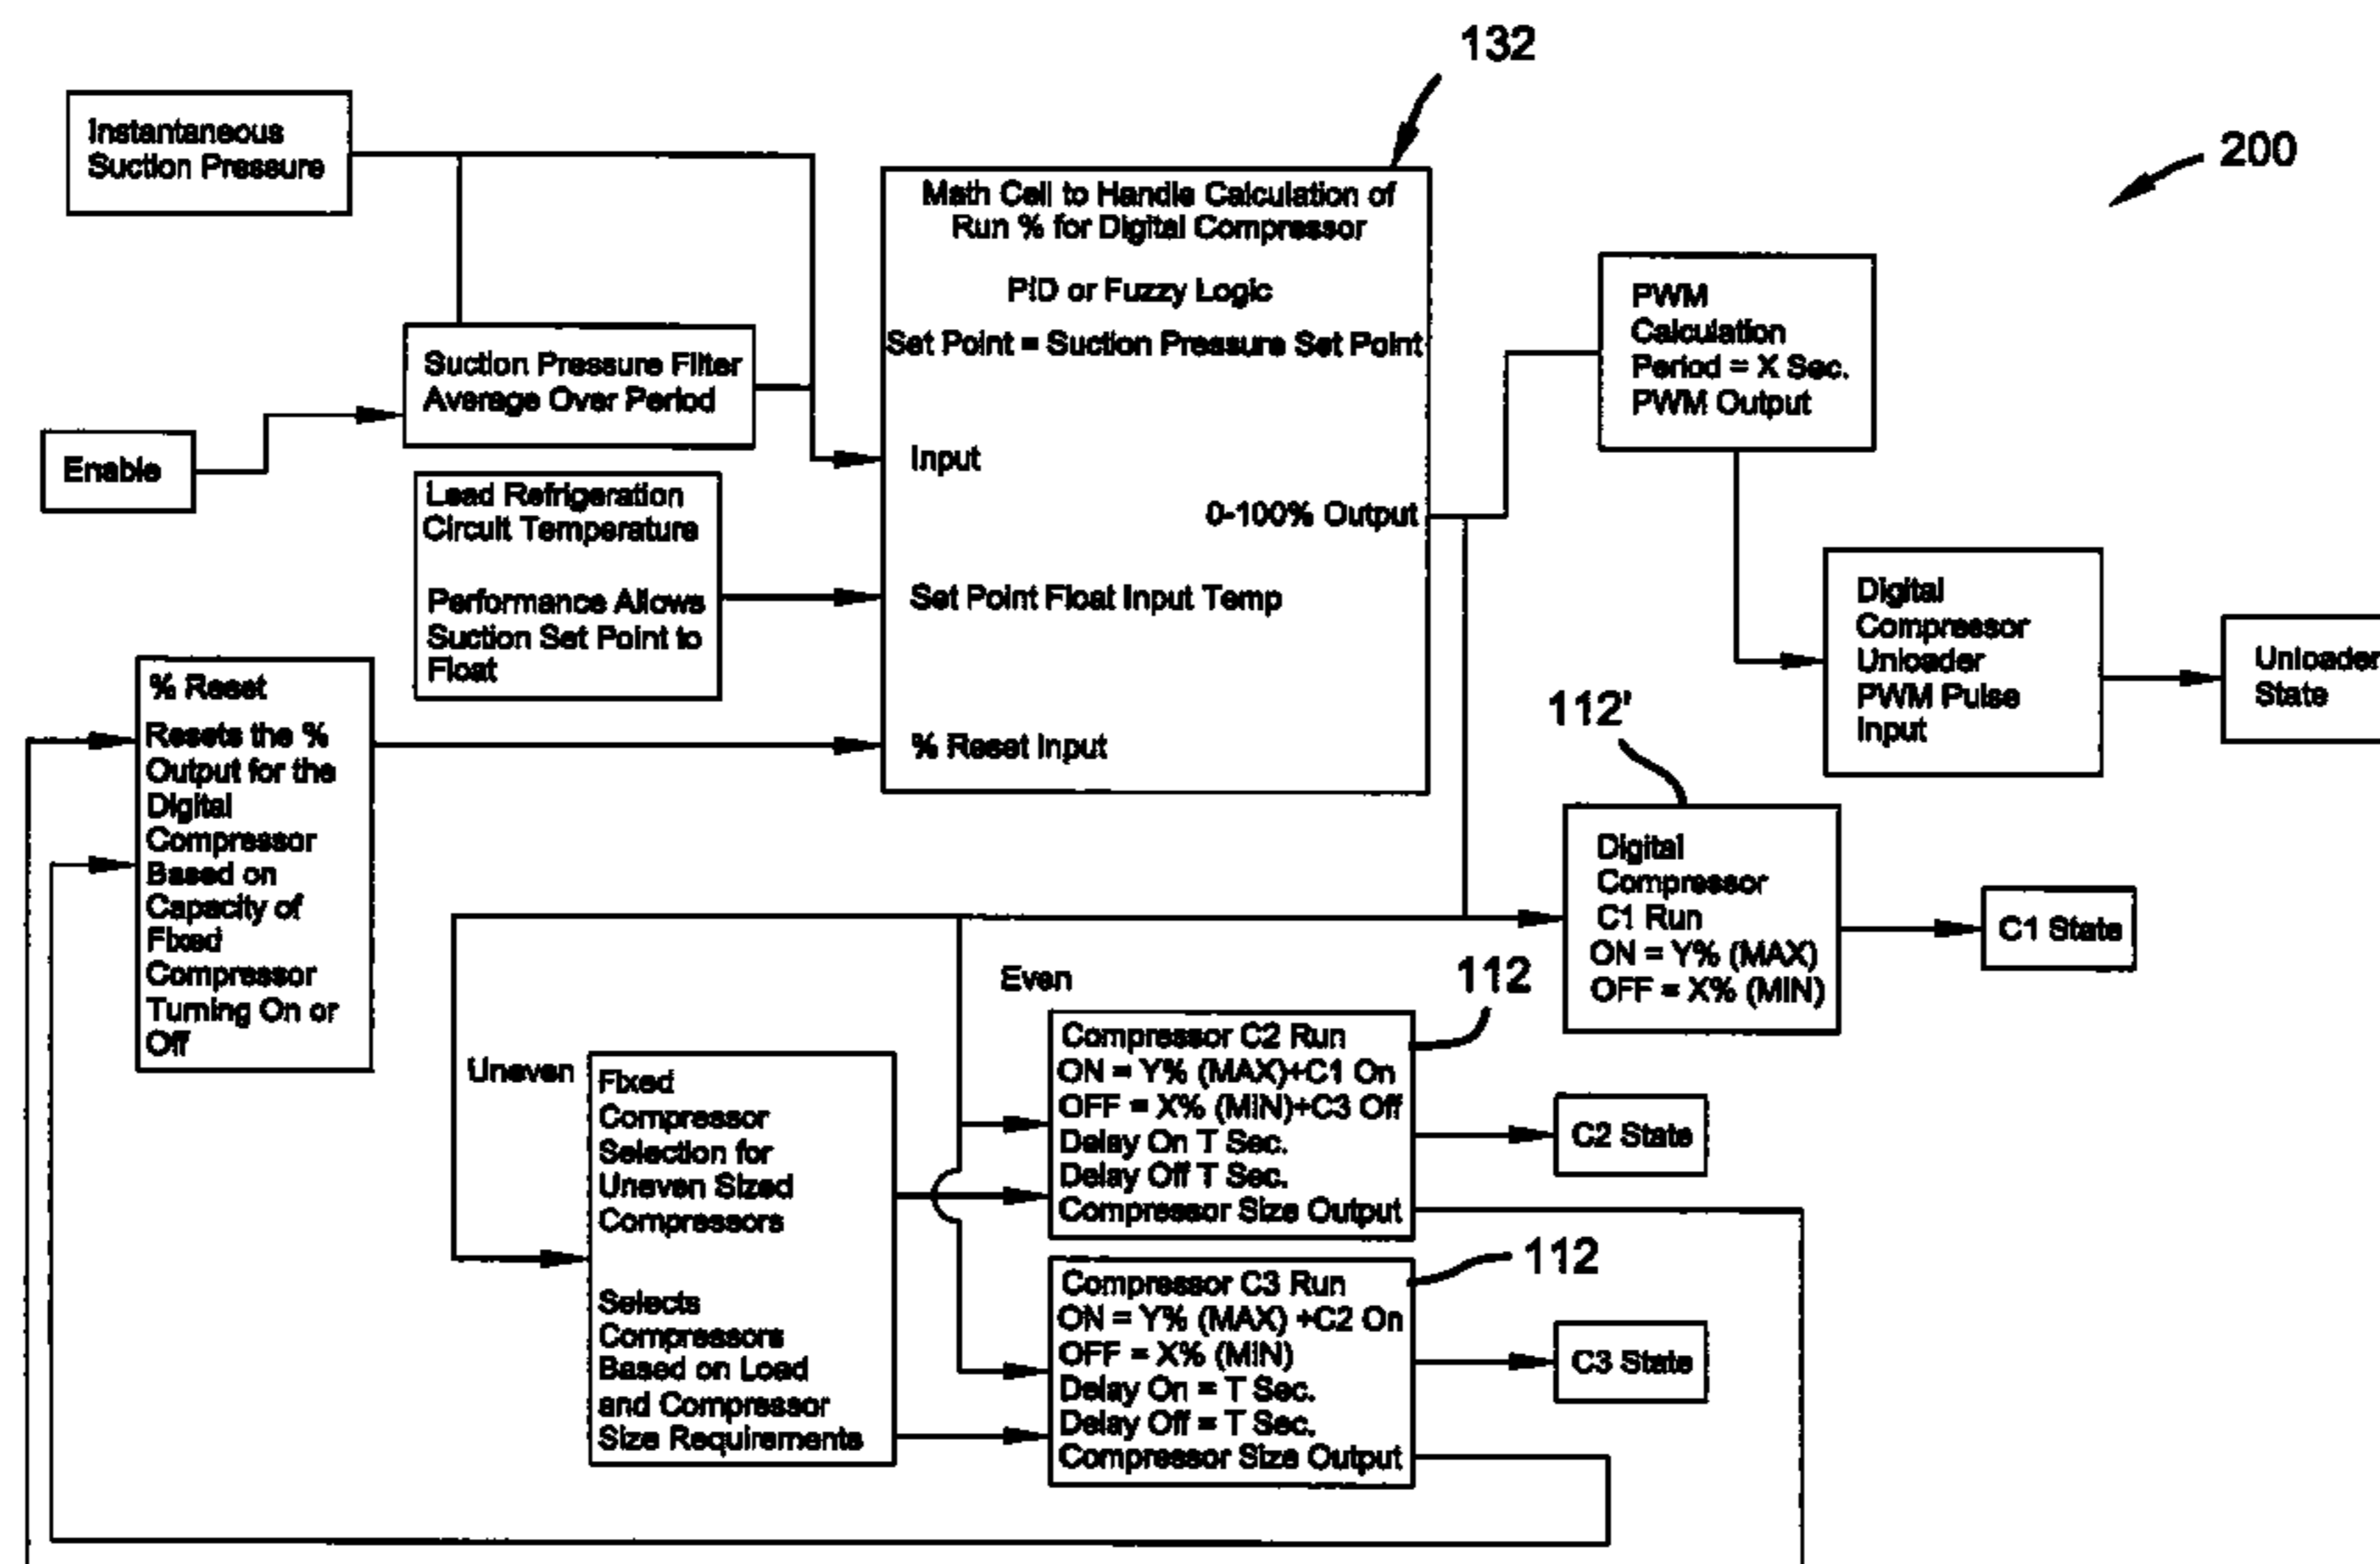 132
200
Instantaneous
Suction Pressure
Math Cell to Handle Calculation of
Run % for Digital Compressor
PID or Fuzzy Logic
Set Point = Suction Pressure Set Point
Input
0-100% Output
Set Point Float Input Temp
% Reset Input
Suction Pressure Filter
Average Over Period
Enable
Lead Refrigeration
Circuit Temperature
Performance Allows
Suction Set Point to
Float
PWM
Calculation
Period = X Sec.
PWM Output
Digital
Compressor
Unloader
PWM Pulse
Input
Unloader
State
% Reset
Resets the %
Output for the
Digital
Compressor
Based on
Capacity of
Fixed
Compressor
Turning On or
Off
112'
Digital
Compressor
C1 Run
ON = Y% (MAX)
OFF = X% (MIN)
C1 State
Even
112
Uneven
Fixed
Compressor
Selection for
Uneven Sized
Compressors
Selects
Compressors
Based on Load
and Compressor
Size Requirements
Compressor C2 Run
ON = Y% (MAX)+C1 On
OFF = X% (MIN)+C3 Off
Delay On T Sec.
Delay Off T Sec.
Compressor Size Output
C2 State
112
Compressor C3 Run
ON = Y% (MAX) +C2 On
OFF = X% (MIN)
Delay On = T Sec.
Delay Off = T Sec.
Compressor Size Output
C3 State